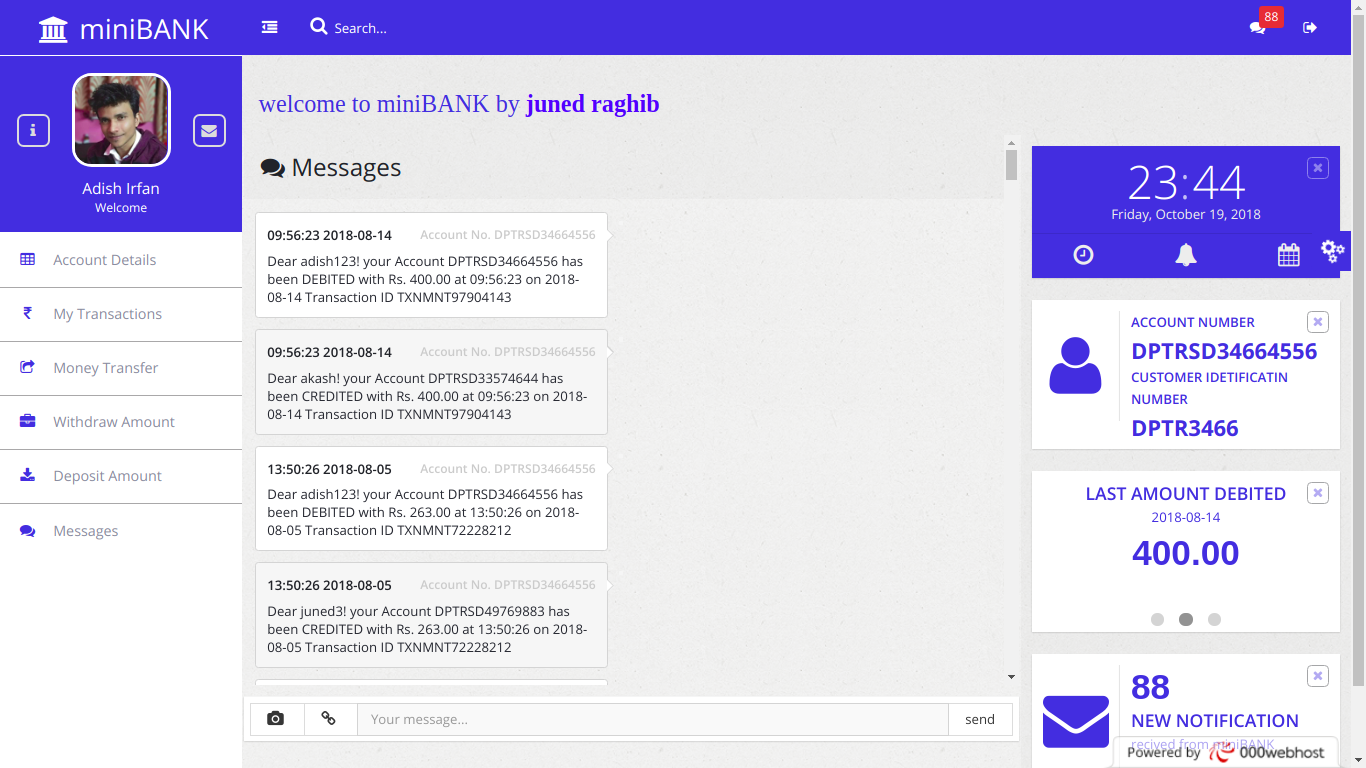 miniBANK
Search...
88
Adish Irfan
Welcome
Account Details
My Transactions
Money Transfer
Withdraw Amount
Deposit Amount
Messages
welcome to miniBANK by juned raghib
Messages
09:56:23 2018-08-14 Account No. DPTRSD34664556
Dear adish123! your Account DPTRSD34664556 has
been DEBITED with Rs. 400.00 at 09:56:23 on 2018-
08-14 Transaction ID TXNMNT97904143
09:56:23 2018-08-14 Account No. DPTRSD34664556
Dear akash! your Account DPTRSD33574644 has
been CREDITED with Rs. 400.00 at 09:56:23 on 2018-
08-14 Transaction ID TXNMNT97904143
13:50:26 2018-08-05 Account No. DPTRSD34664556
Dear adish123! your Account DPTRSD34664556 has
been DEBITED with Rs. 263.00 at 13:50:26 on 2018-
08-05 Transaction ID TXNMNT72228212
13:50:26 2018-08-05 Account No. DPTRSD34664556
Dear juned3! your Account DPTRSD49769883 has
been CREDITED with Rs. 263.00 at 13:50:26 on 2018-
08-05 Transaction ID TXNMNT72228212
Your message...
send
23:44
Friday, October 19, 2018
ACCOUNT NUMBER
DPTRSD34664556
CUSTOMER IDETIFICATIN
NUMBER
DPTR3466
LAST AMOUNT DEBITED
2018-08-14
400.00
88
NEW NOTIFICATION
recived from miniBANK
Powered by 000webhost